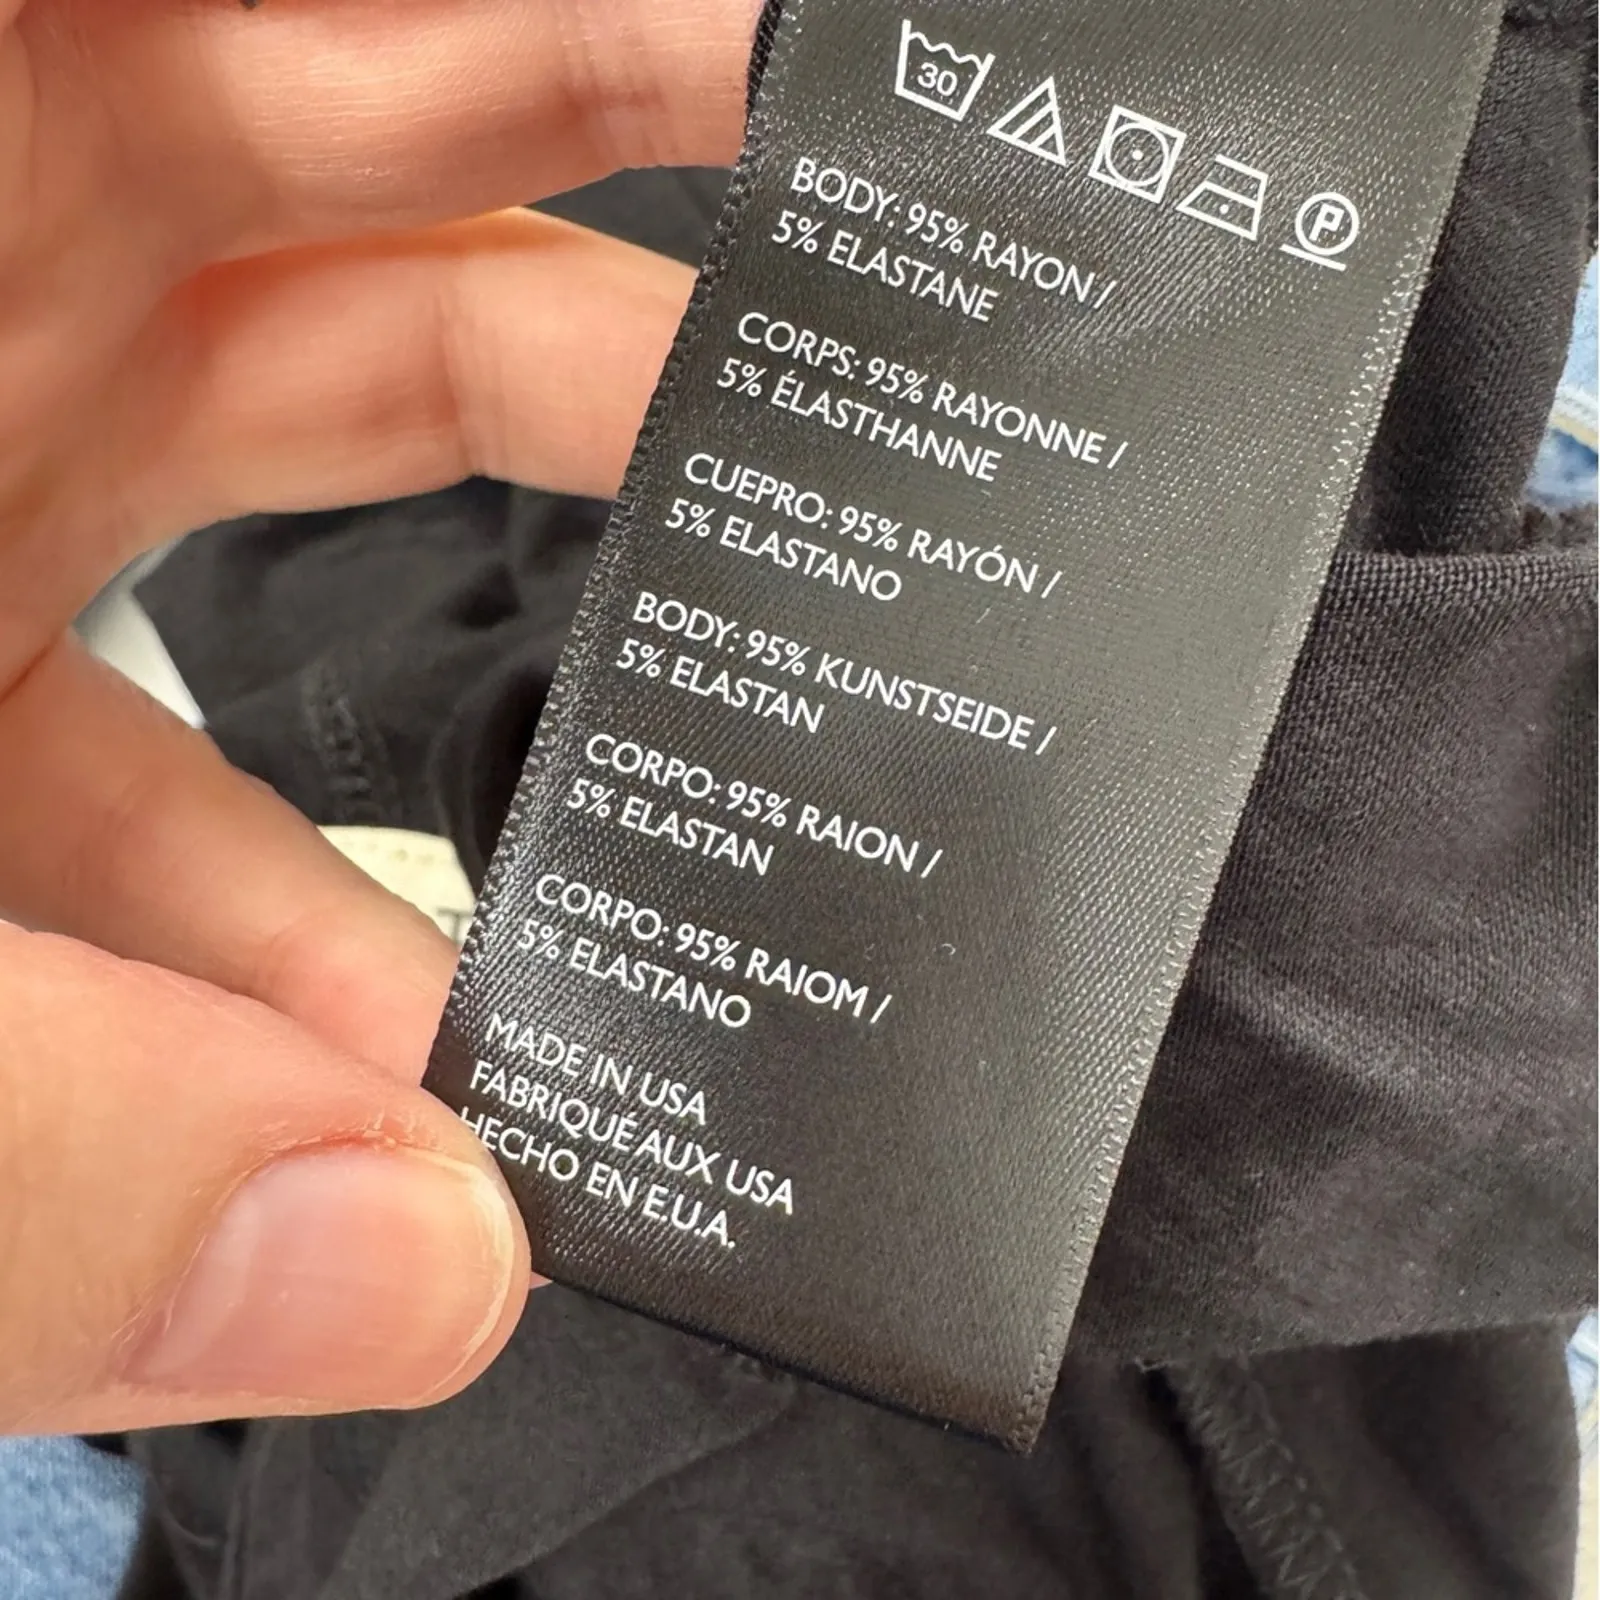 30
P
BODY: 95% RAYON /
5% ELASTANE
CORPS: 95% RAYONNE /
5% ÉLASTHANNE
CUEPRO: 95% RAYÓN /
5% ELASTANO
BODY: 95% KUNSTSEIDE /
5% ELASTAN
CORPO: 95% RAION /
5% ELASTAN
CORPO: 95% RAIOM /
5% ELASTANO
MADE IN USA
FABRIQUÉ AUX USA
HECHO EN E.U.A.